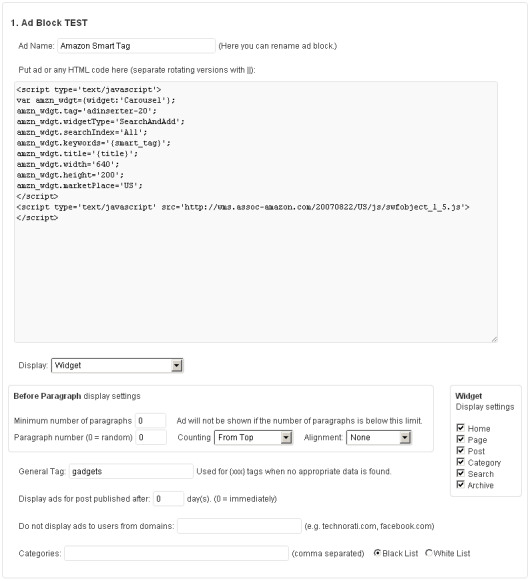 1. Ad Block TEST
Ad Name: Amazon Smart Tag (Here you can rename ad block.)
Put ad or any HTML code here (separate rotating versions with ||):
<script type='text/javascript'>
var amzn_wdgt={widget:'Carousel'};
amzn_wdgt.tag='adinserter-20';
amzn_wdgt.widgetType='SearchAndAdd';
amzn_wdgt.searchIndex='All';
amzn_wdgt.keywords='{smart_tag}';
amzn_wdgt.title='{title}';
amzn_wdgt.width='640';
amzn_wdgt.height='200';
amzn_wdgt.marketPlace='US';
</script>
<script type='text/javascript' src='http://wms.assoc-amazon.com/20070822/US/js/swfobject_1_5.js'>
</script>
Display: Widget
Before Paragraph display settings
Minimum number of paragraphs 0 Ad will not be shown if the number of paragraphs is below this limit.
Paragraph number (0 = random) 0 Counting From Top Alignment: None
Widget
Display settings
Home
Page
Post
Category
Search
Archive
General Tag: gadgets Used for {xxx} tags when no appropriate data is found.
Display ads for post published after: 0 day(s). (0 = immediately)
Do not display ads to users from domains: (e.g. technorati.com, facebook.com)
Categories: (comma separated) Black List White List